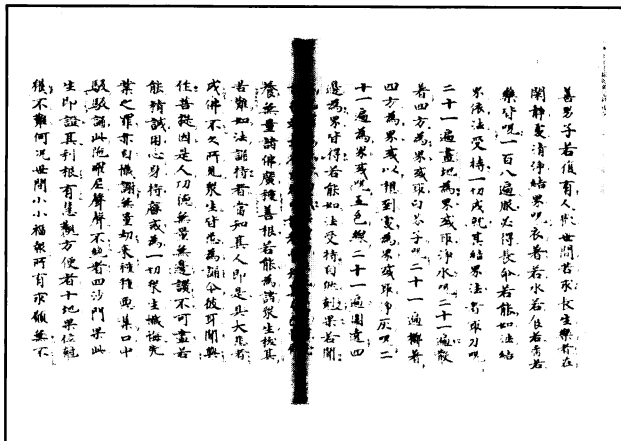 善男子若復有人於世間苦求長生樂者在
閑靜處清淨結界呪衣著若水若食若香若
藥皆呪一百八遍服必得長命若能如法結
界依法受持一切成就其結界法者取刀呪
二十一遍畫地為界或取淨水呪二十一遍散
著四方為界或取白芥子呪二十一遍擲著
四方為界或以想到處為界或取淨灰呪二
十一遍為界或呪五色線二十一遍圍遶四
邊為界皆得若能如法受持自然剋果若聞
養無量諸佛廣種善根若能為諸衆生拔其
苦難如法誦持者當知其人即是具大悲者
成佛不久所見衆生皆悉為誦令彼耳聞與
作菩提因是人功德無量無邊讚不可盡若
能精誠用心身持齋戒為一切衆生懺悔先
業之罪亦自懺謝無量劫來種種惡業口中
馺馺誦此陀羅尼聲聲不絕者四沙門果此
生即證其利根有慧觀方便者十地果位剋
獲不難何況世間小小福報所有求願無不